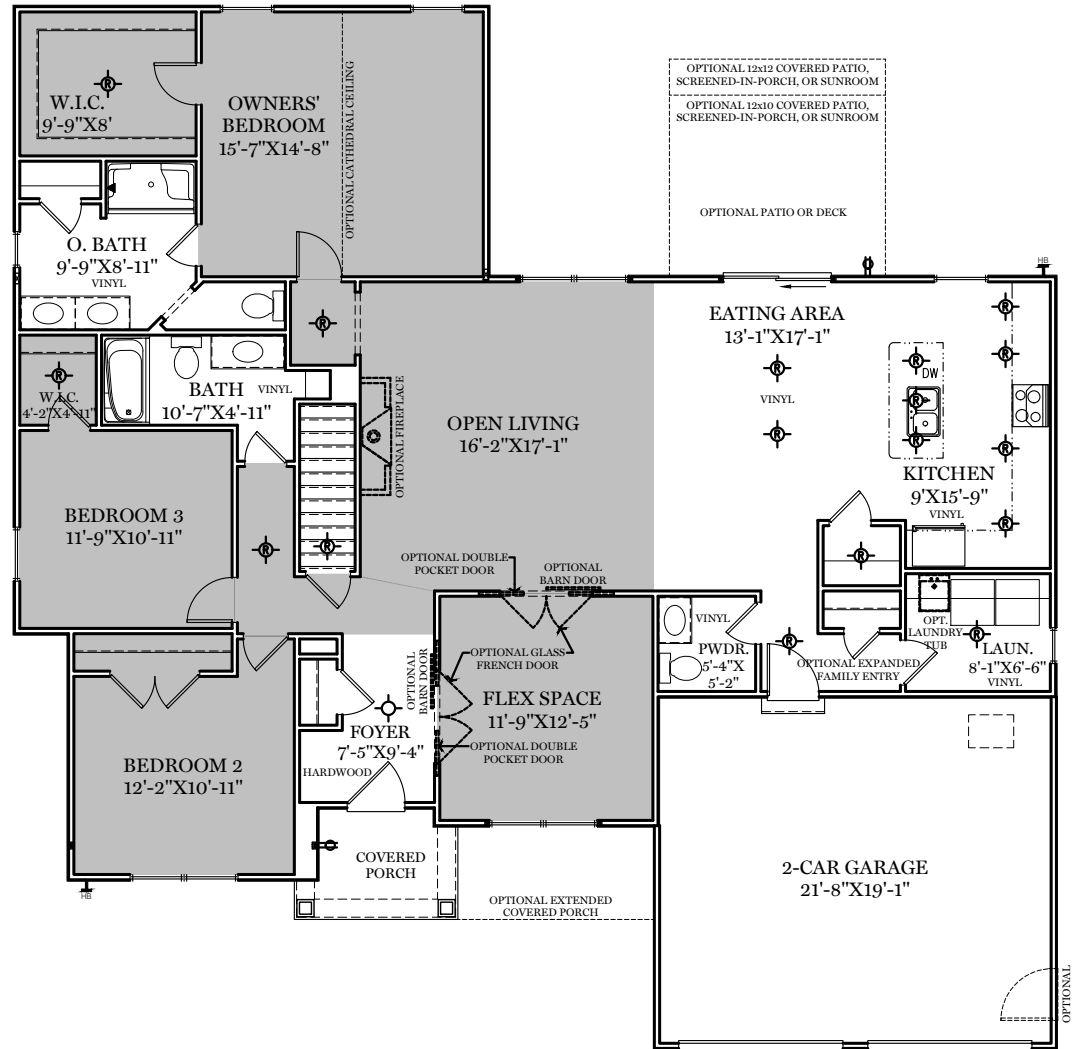 W.I.C.
9'-9"X8'
OWNERS'
BEDROOM
15'-7"X14'-8"
OPTIONAL CATHEDRAL CEILING
OPTIONAL 12x12 COVERED PATIO,
SCREENED-IN-PORCH, OR SUNROOM
OPTIONAL 12x10 COVERED PATIO,
SCREENED-IN-PORCH, OR SUNROOM
OPTIONAL PATIO OR DECK
O. BATH
9'-9"X8'-11"
VINYL
HB
R
R
R
W.I.C.
4'-2"X4'-11"
BATH
VINYL
10'-7"X4'-11"
OPTIONAL FIREPLACE
OPEN LIVING
16'-2"X17'-1"
EATING AREA
13'-1"X17'-1"
R
VINYL
R
R
R
R
R
R
R
R
R
DW
KITCHEN
9'X15'-9"
VINYL
BEDROOM 3
11'-9"X10'-11"
R
R
R
OPTIONAL DOUBLE
POCKET DOOR
OPTIONAL
BARN DOOR
OPTIONAL GLASS
FRENCH DOOR
OPTIONAL
BARN DOOR
FLEX SPACE
11'-9"X12'-5"
OPTIONAL DOUBLE
POCKET DOOR
VINYL
PWDR.
5'-4"X
5'-2"
R
OPTIONAL EXPANDED
FAMILY ENTRY
OPT.
LAUNDRY
TUB
R
LAUN.
8'-1"X6'-6"
VINYL
FOYER
7'-5"X9'-4"
HARDWOOD
BEDROOM 2
12'-2"X10'-11"
HB
COVERED
PORCH
OPTIONAL EXTENDED
COVERED PORCH
2-CAR GARAGE
21'-8"X19'-1"
OPTIONAL